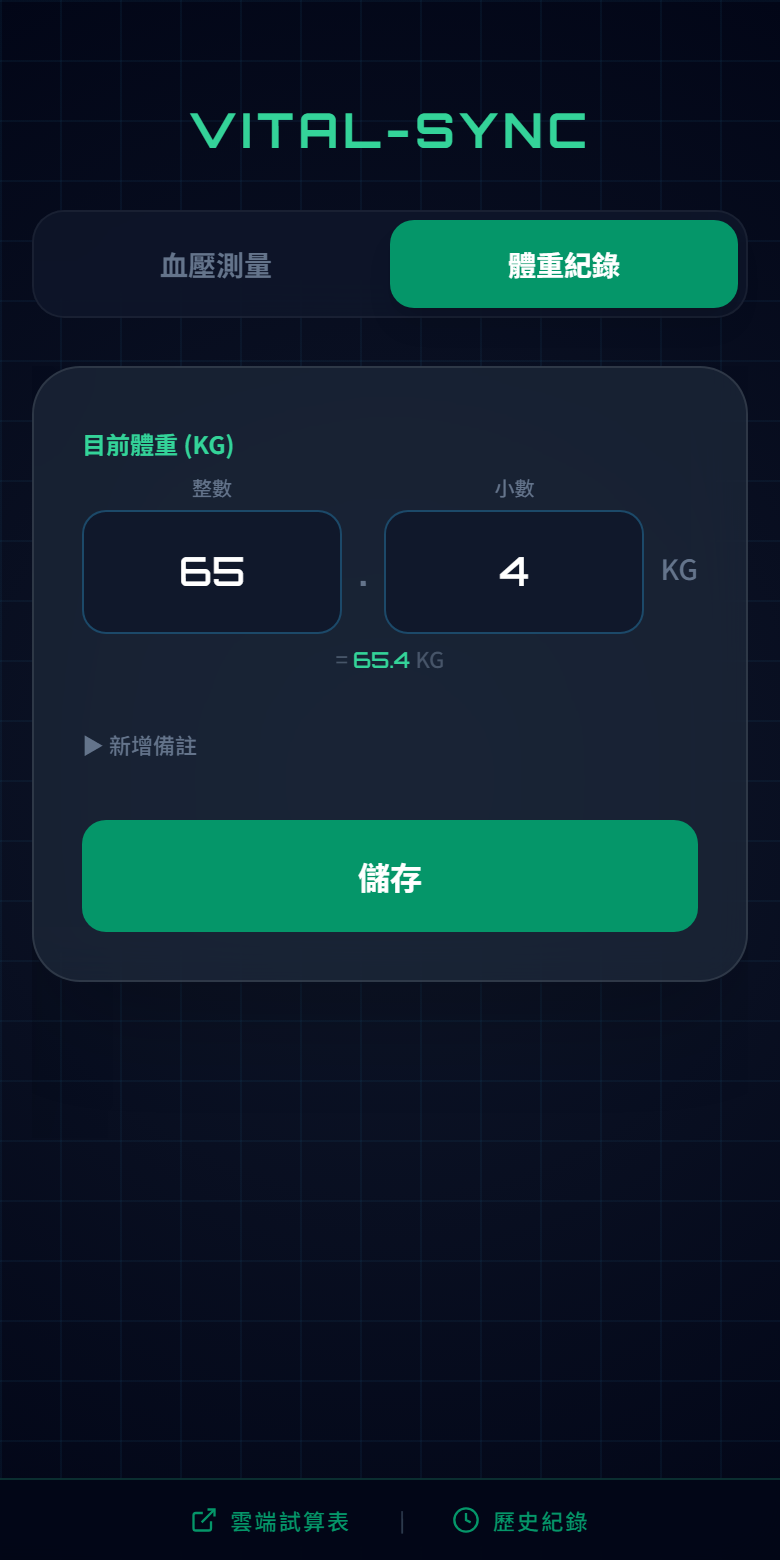 VITAL-SYNC
血壓測量
體重紀錄
目前體重 (KG)
整數 小數
65 . 4 KG
= 65.4 KG
▶ 新增備註
儲存
雲端試算表 | 歷史紀錄